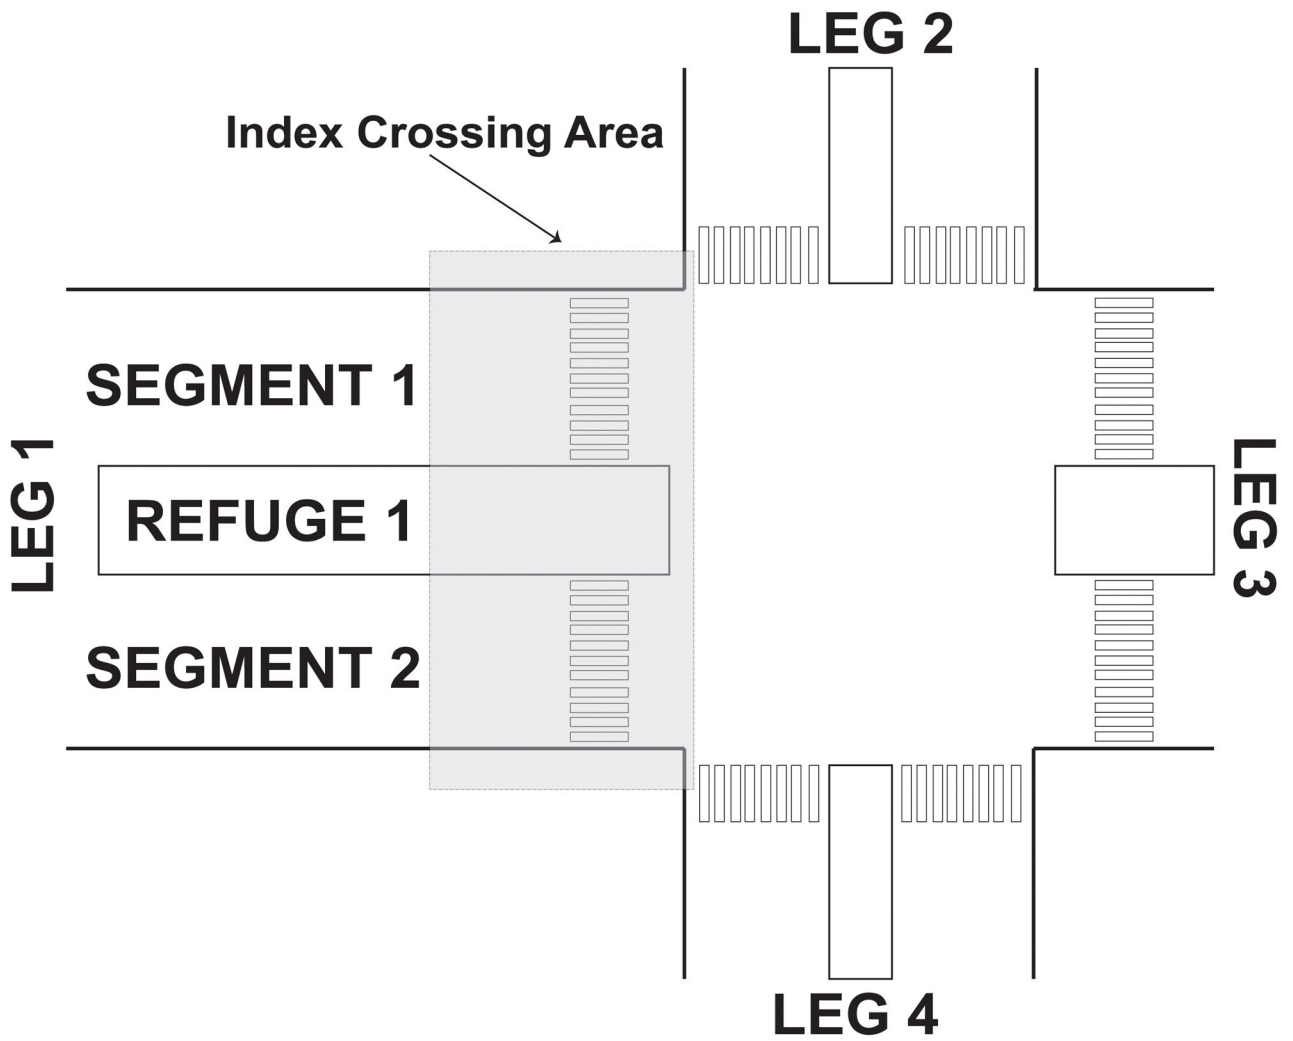 LEG 2
Index Crossing Area
SEGMENT 1
LEG 1
REFUGE 1
LEG 3
SEGMENT 2
LEG 4